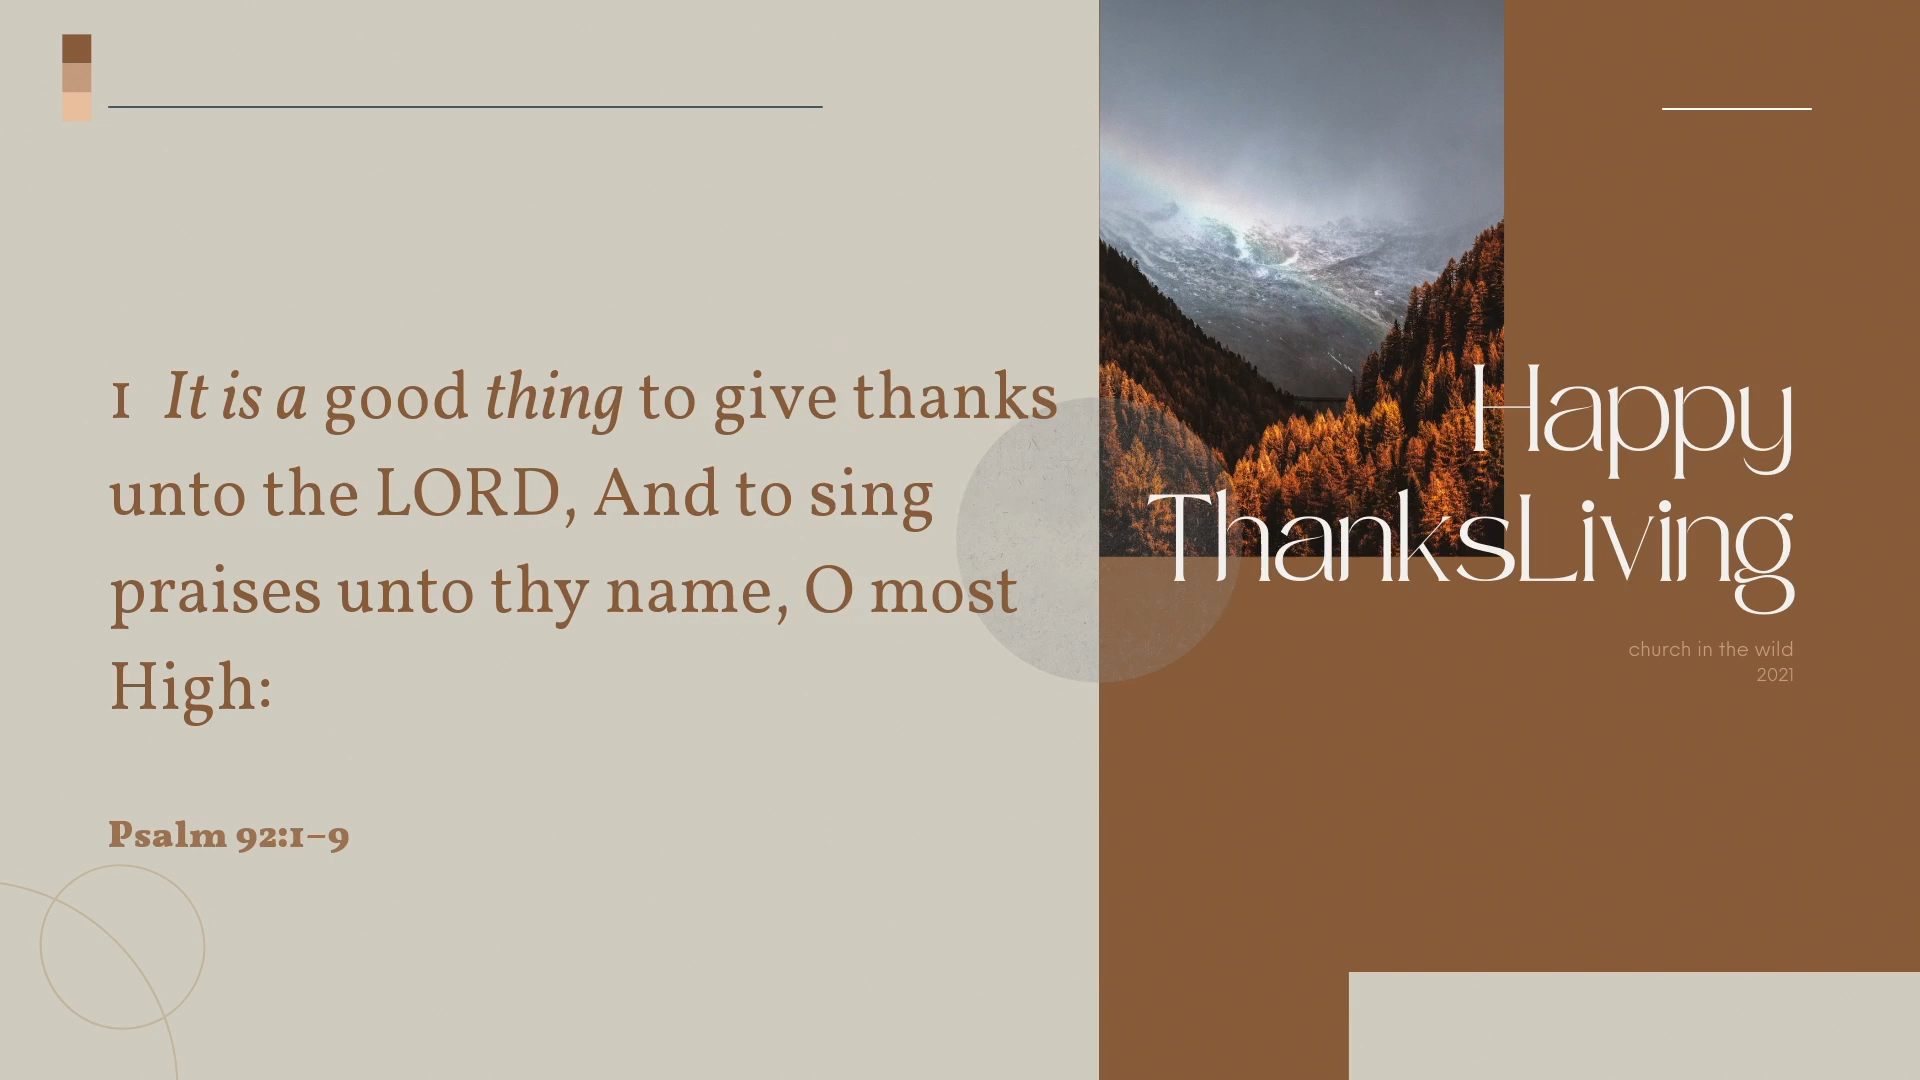 1 It is a good thing to give thanks
unto the LORD, And to sing
praises unto thy name, O most
High:
Psalm 92:1–9
Happy
ThanksLiving
church in the wild
2021